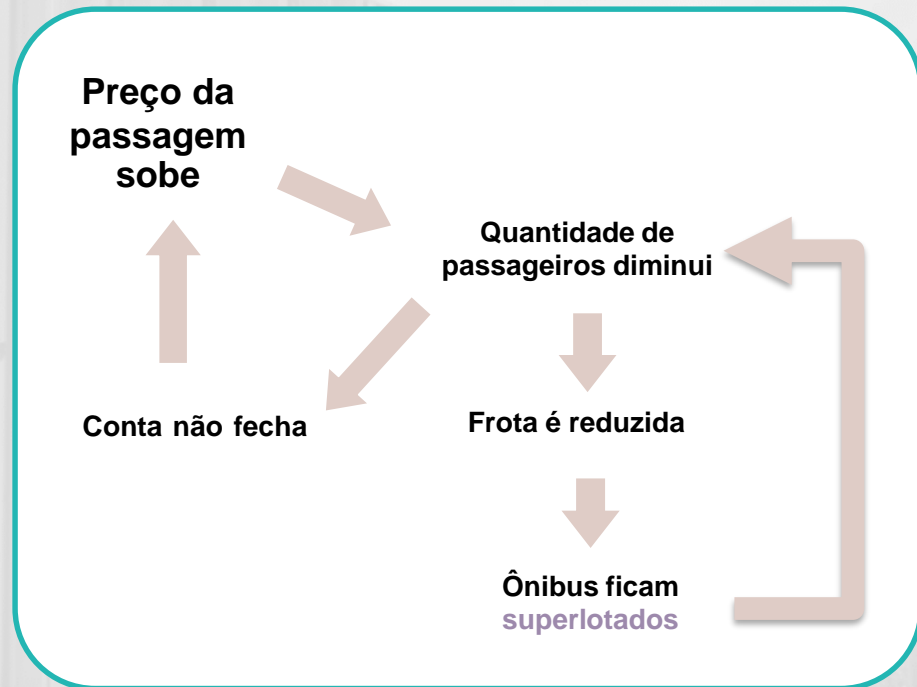 Preço da
passagem
sobe
Quantidade de
passageiros diminui
Conta não fecha
Frota é reduzida
Ônibus ficam
superlotados